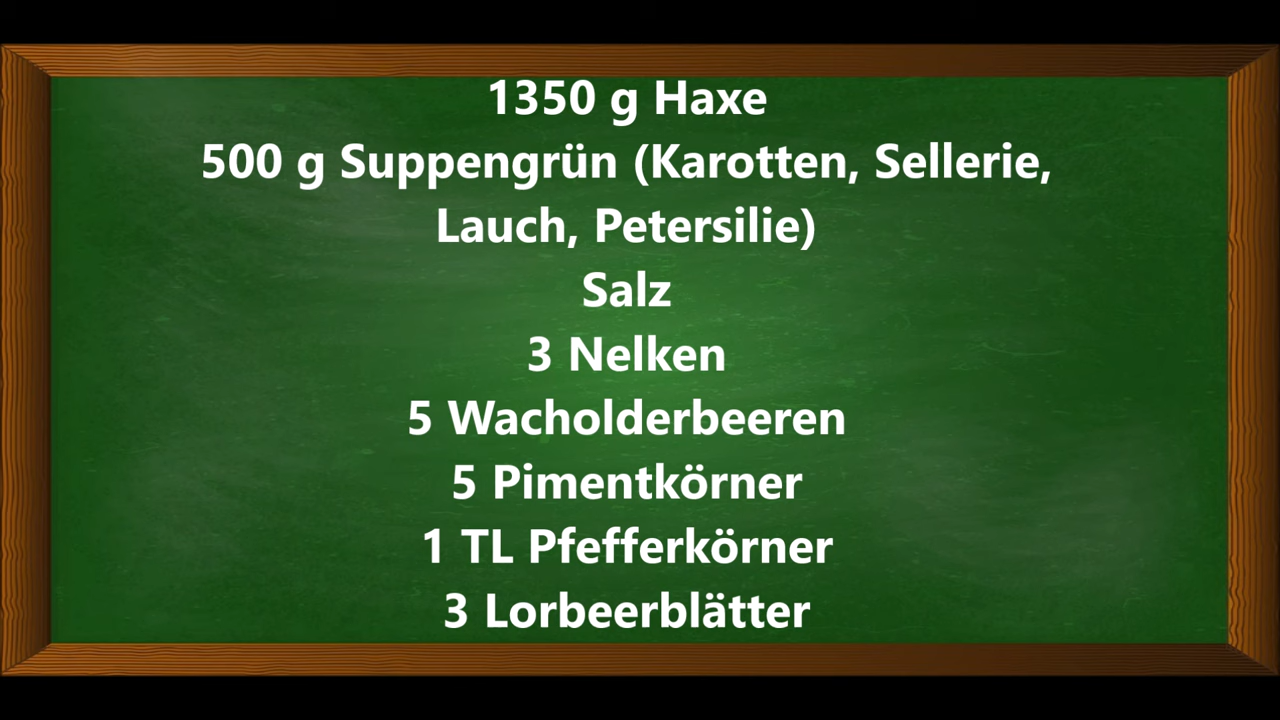 1350 g Haxe
500 g Suppengrün (Karotten, Sellerie,
Lauch, Petersilie)
Salz
3 Nelken
5 Wacholderbeeren
5 Pimentkörner
1 TL Pfefferkörner
3 Lorbeerblätter